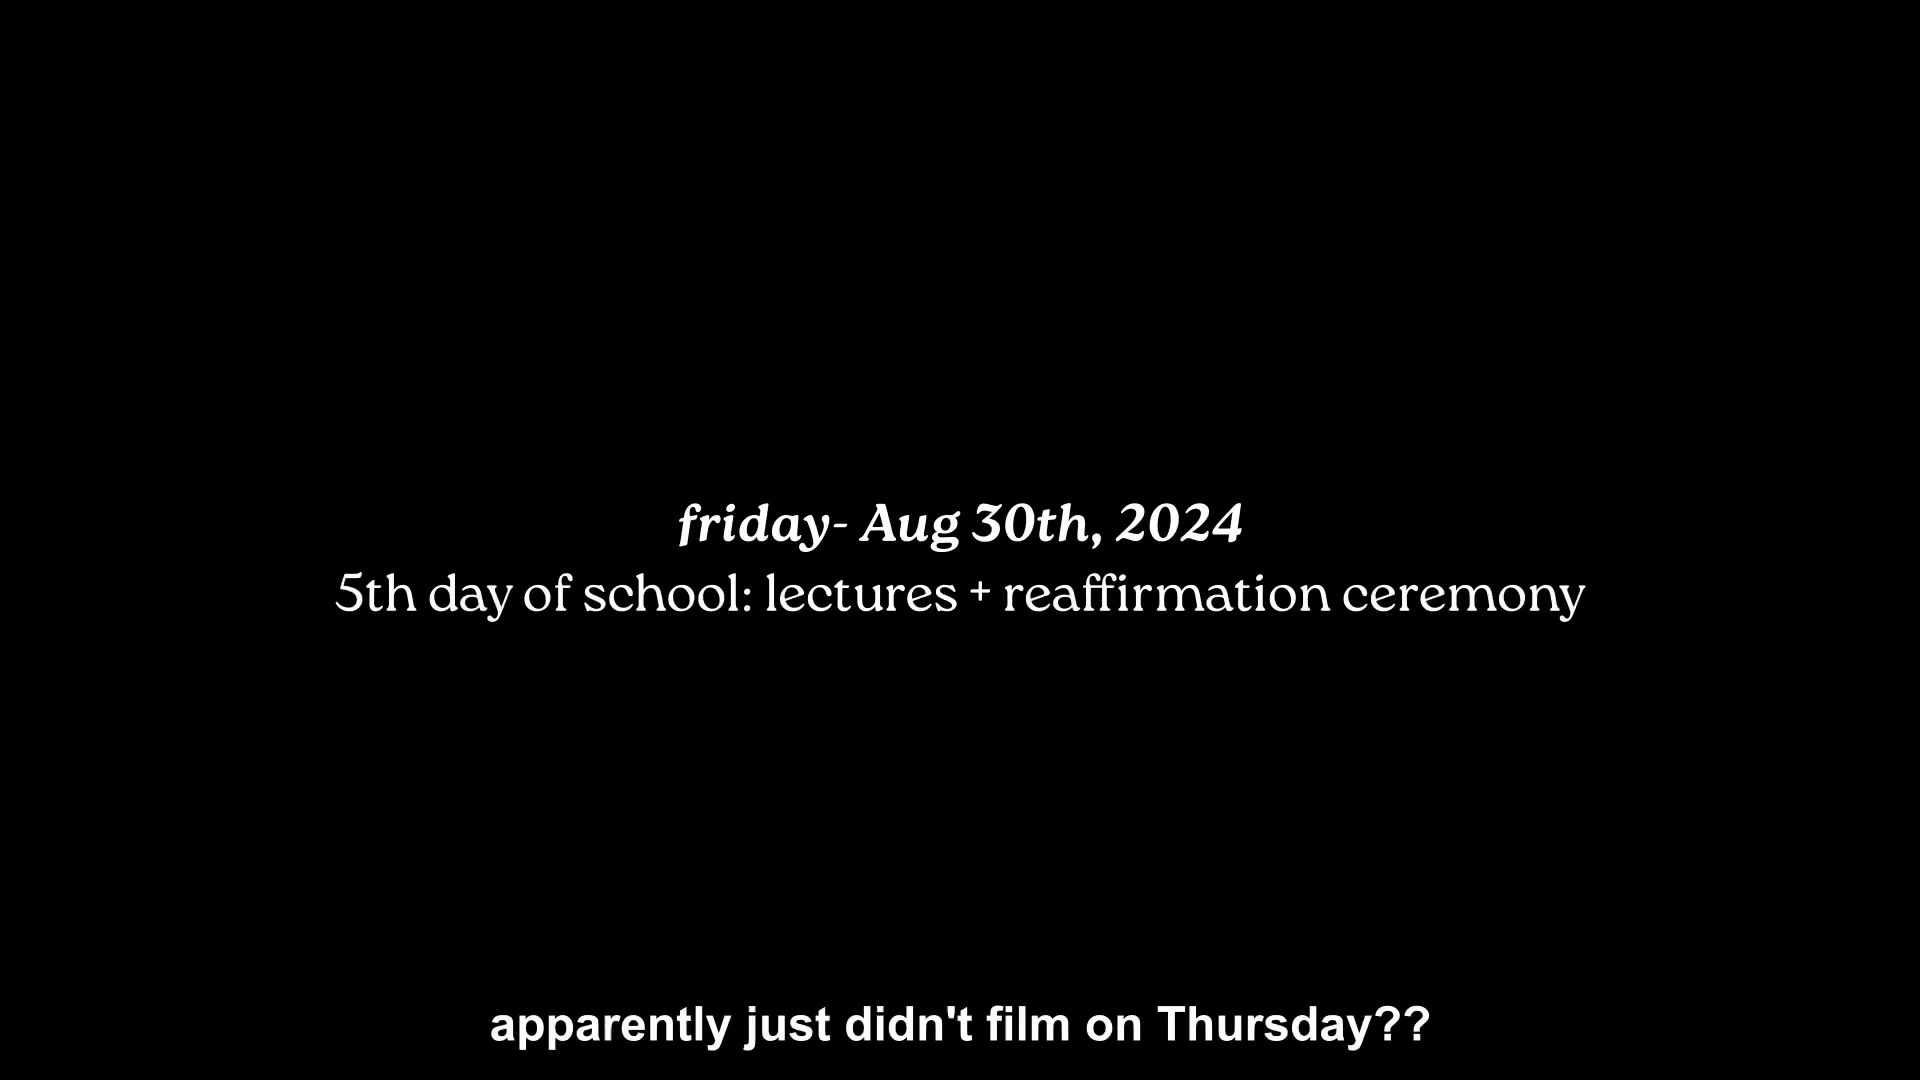 friday- Aug 30th, 2024
5th day of school: lectures + reaffirmation ceremony
apparently just didn't film on Thursday??